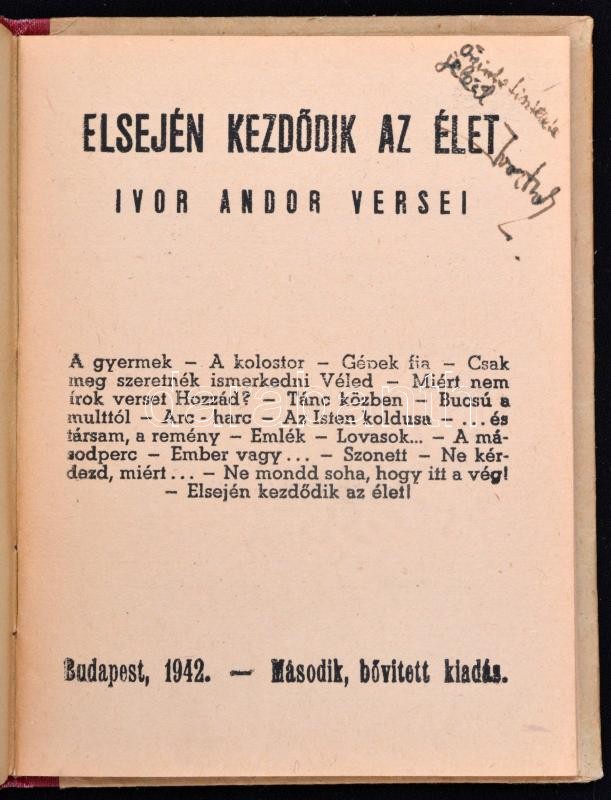 jeléül
ELSEJÉN KEZDŐDIK AZ ÉLET
IVOR ANDOR VERSEI
A gyermek – A kolostor – Gépek fia – Csak
meg szeretnék ismerkedni Véled – Miért nem
írok verset Hozzád? – Tánc közben – Bucsú a
multtól – Arc - harc – Az Isten koldusa – ...és
társam, a remény – Emlék – Lovasok... – A má-
sodperc – Ember vagy... – Szonett – Ne kér-
dezd, miért... – Ne mondd soha, hogy itt a vég!
– Elsején kezdődik az élet!
Budapest, 1942. — Második, bővitett kiadás.